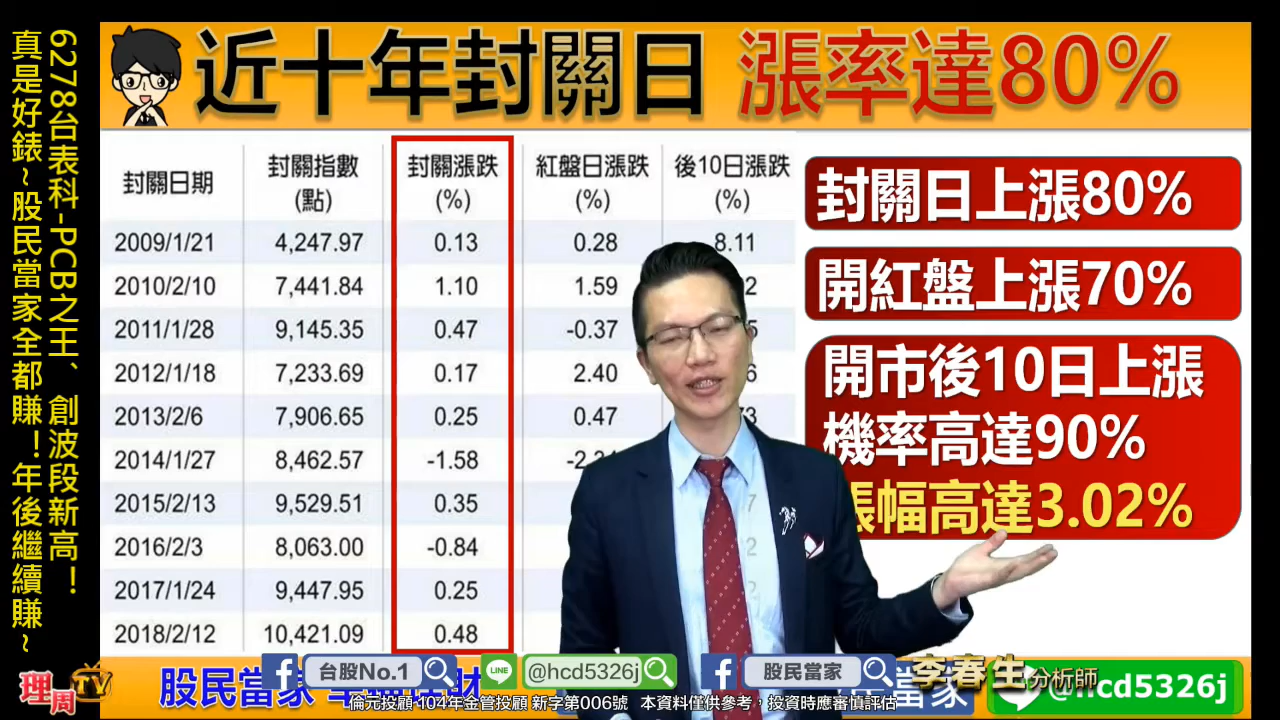 6278台表科-PCB之王、創波段新高！
真是好錶~股民當家全都賺！年後繼續賺~
近十年封關日 漲率達80%
封關日期 封關指數(點) 封關漲跌(%) 紅盤日漲跌(%) 後10日漲跌(%)
2009/1/21 4,247.97 0.13 0.28 8.11
2010/2/10 7,441.84 1.10 1.59
2011/1/28 9,145.35 0.47 -0.37
2012/1/18 7,233.69 0.17 2.40
2013/2/6 7,906.65 0.25 0.47
2014/1/27 8,462.57 -1.58
2015/2/13 9,529.51 0.35
2016/2/3 8,063.00 -0.84
2017/1/24 9,447.95 0.25
2018/2/12 10,421.09 0.48
封關日上漲80%
開紅盤上漲70%
開市後10日上漲
機率高達90%
漲幅高達3.02%
理周TV
股民當家
台股No.1
LINE @hcd5326j
股民當家
李春生分析師
當家
@hcd5326j
倫元投顧 104年金管投顧 新字第006號 本資料僅供參考，投資時應審慎評估